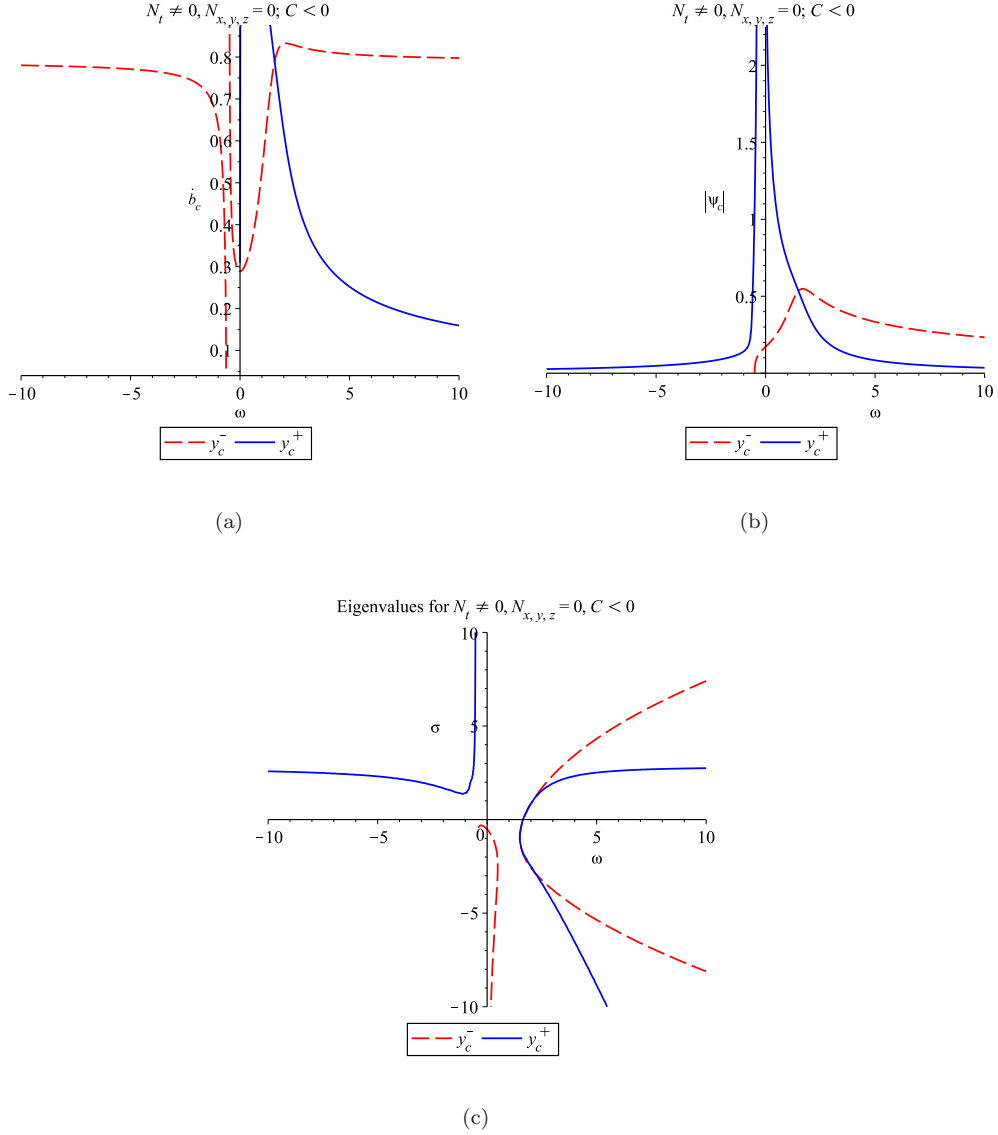 N_t ≠ 0, N_{x, y, z} = 0; C < 0
0.8
0.7
0.6
0.5
ḃ_c
0.4
0.3
0.2
0.1
−10 −5 0 5 10
ω
y_c^- y_c^+
(a)
N_t ≠ 0, N_{x, y, z} = 0; C < 0
2
1.5
|ψ_c|
1
0.5
−10 −5 0 5 10
ω
y_c^- y_c^+
(b)
Eigenvalues for N_t ≠ 0, N_{x, y, z} = 0, C < 0
10
σ
5
−10 −5 0 5 10
ω
−5
−10
y_c^- y_c^+
(c)